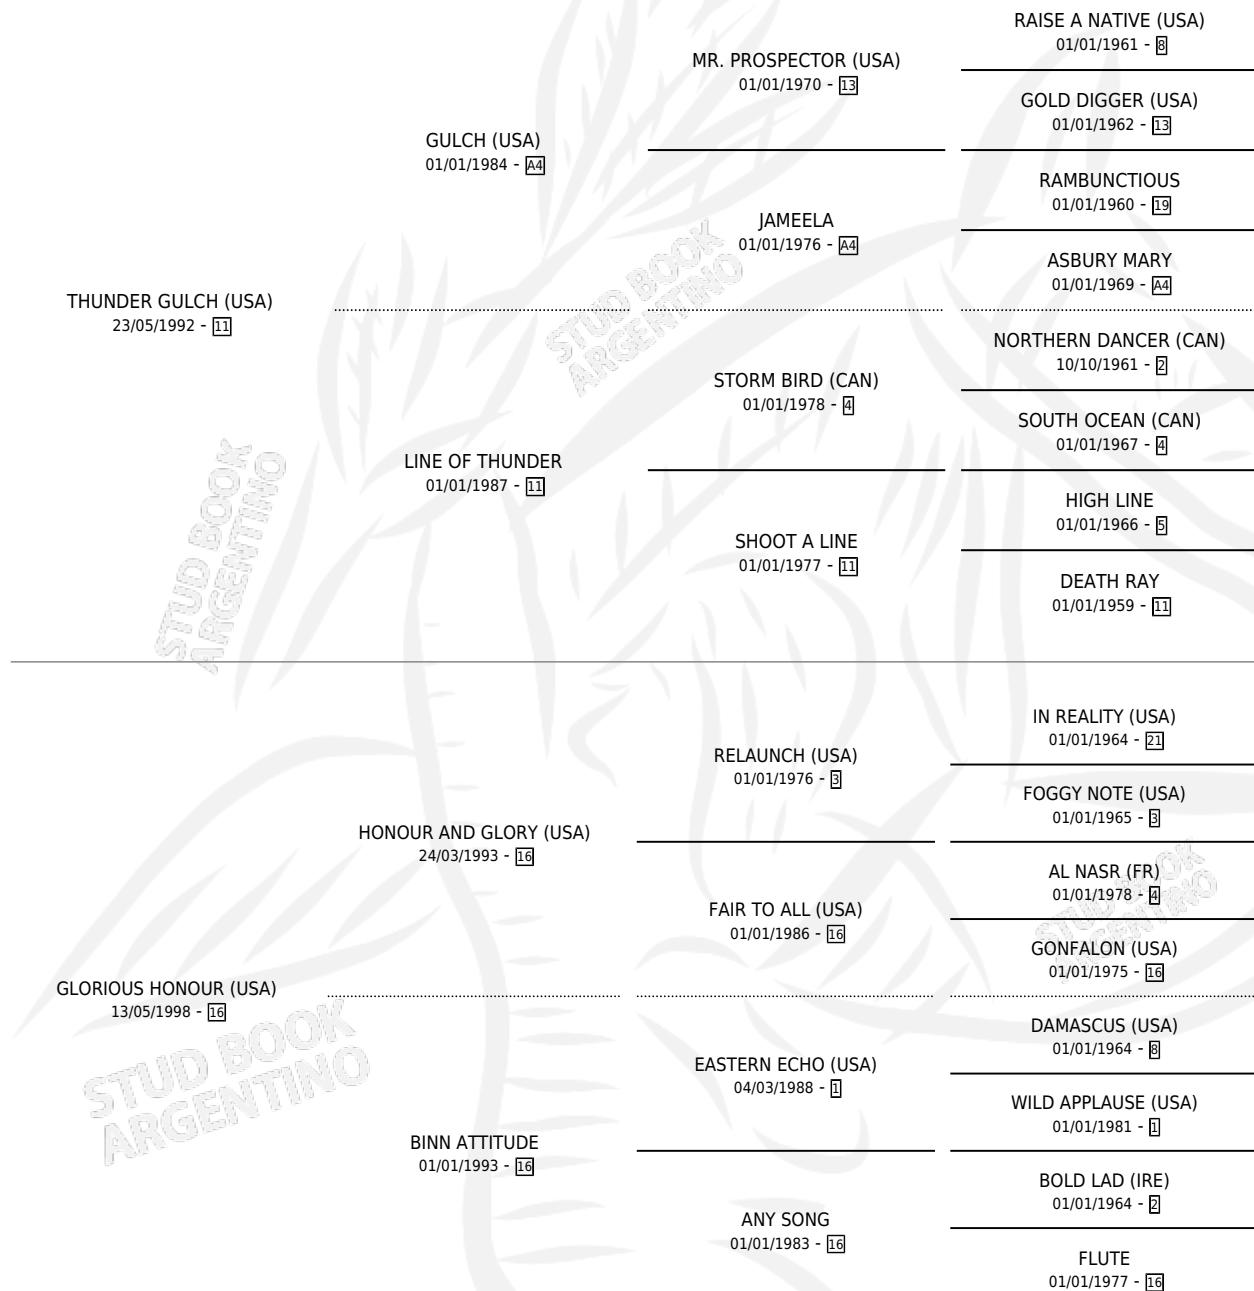 RAISE A NATIVE (USA)
01/01/1961 - 8
MR. PROSPECTOR (USA)
01/01/1970 - 13
GOLD DIGGER (USA)
01/01/1962 - 13
GULCH (USA)
01/01/1984 - A4
RAMBUNCTIOUS
01/01/1960 - 19
JAMEELA
01/01/1976 - A4
ASBURY MARY
01/01/1969 - A4
THUNDER GULCH (USA)
23/05/1992 - 11
NORTHERN DANCER (CAN)
10/10/1961 - 2
STORM BIRD (CAN)
01/01/1978 - 4
SOUTH OCEAN (CAN)
01/01/1967 - 4
LINE OF THUNDER
01/01/1987 - 11
HIGH LINE
01/01/1966 - 5
SHOOT A LINE
01/01/1977 - 11
DEATH RAY
01/01/1959 - 11
IN REALITY (USA)
01/01/1964 - 21
RELAUNCH (USA)
01/01/1976 - 3
FOGGY NOTE (USA)
01/01/1965 - 3
HONOUR AND GLORY (USA)
24/03/1993 - 16
AL NASR (FR)
01/01/1978 - 4
FAIR TO ALL (USA)
01/01/1986 - 16
GONFALON (USA)
01/01/1975 - 16
GLORIOUS HONOUR (USA)
13/05/1998 - 16
DAMASCUS (USA)
01/01/1964 - 8
EASTERN ECHO (USA)
04/03/1988 - 1
WILD APPLAUSE (USA)
01/01/1981 - 1
BINN ATTITUDE
01/01/1993 - 16
BOLD LAD (IRE)
01/01/1964 - 2
ANY SONG
01/01/1983 - 16
FLUTE
01/01/1977 - 16
STUD BOOK
ARGENTINO
STUD BOOK
ARGENTINO
STUD BOOK
ARGENTINO
STUD BOOK
ARGENTINO